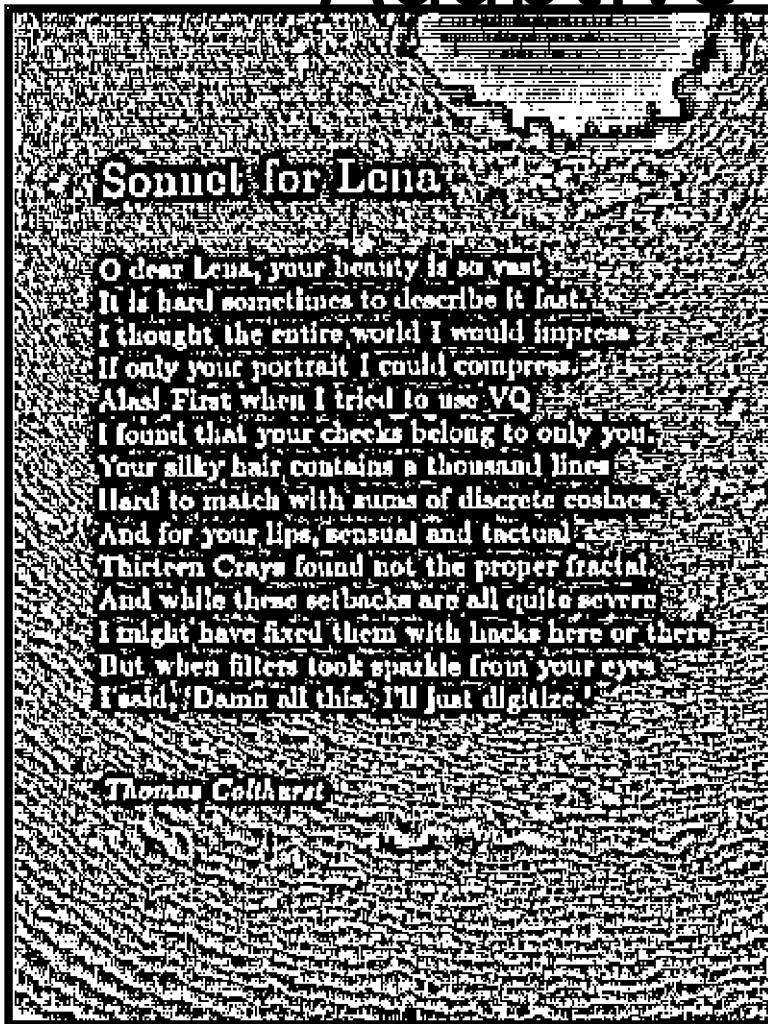 Sonnet for Lena
O dear Lena, your beauty is so vast
It is hard sometimes to describe it fast.
I thought the entire world I would impress
If only your portrait I could compress.
Alas! First when I tried to use VQ
I found that your cheeks belong to only you.
Your silky hair contains a thousand lines
Hard to match with sums of discrete cosines.
And for your lips, sensual and tactual
Thirteen Crays found not the proper fractal.
And while these setbacks are all quite severe
I might have fixed them with hacks here or there
But when filters took sparkle from your eyes
I said, 'Damn all this. I'll just digitize.'
Thomas Colthurst